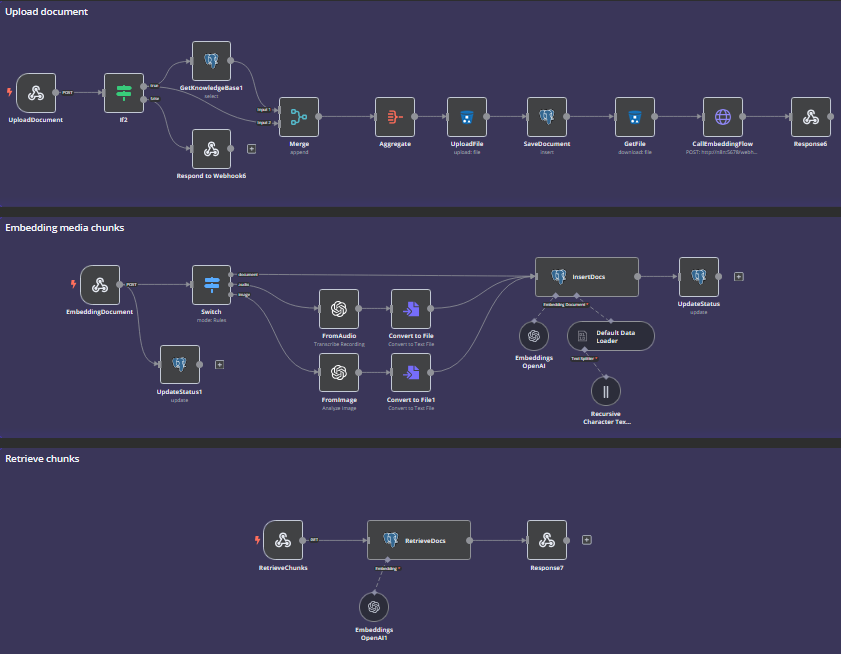 Upload document
UploadDocument
POST
If2
true
false
GetKnowledgeBase1
select
Respond to Webhook6
Input 1
Input 2
Merge
append
Aggregate
UploadFile
upload: file
SaveDocument
insert
GetFile
download: file
CallEmbeddingFlow
POST: http://n8n:5678/webh...
Response6
Embedding media chunks
EmbeddingDocument
POST
Switch
mode: Rules
document
audio
image
UpdateStatus1
update
FromAudio
Transcribe Recording
Convert to File
Convert to Text File
FromImage
Analyze Image
Convert to File1
Convert to Text File
InsertDocs
Embedding
Document
Embeddings
OpenAI
Default Data
Loader
Text Splitter
Recursive
Character Tex...
UpdateStatus
update
Retrieve chunks
RetrieveChunks
GET
RetrieveDocs
Embedding
Embeddings
OpenAI1
Response7